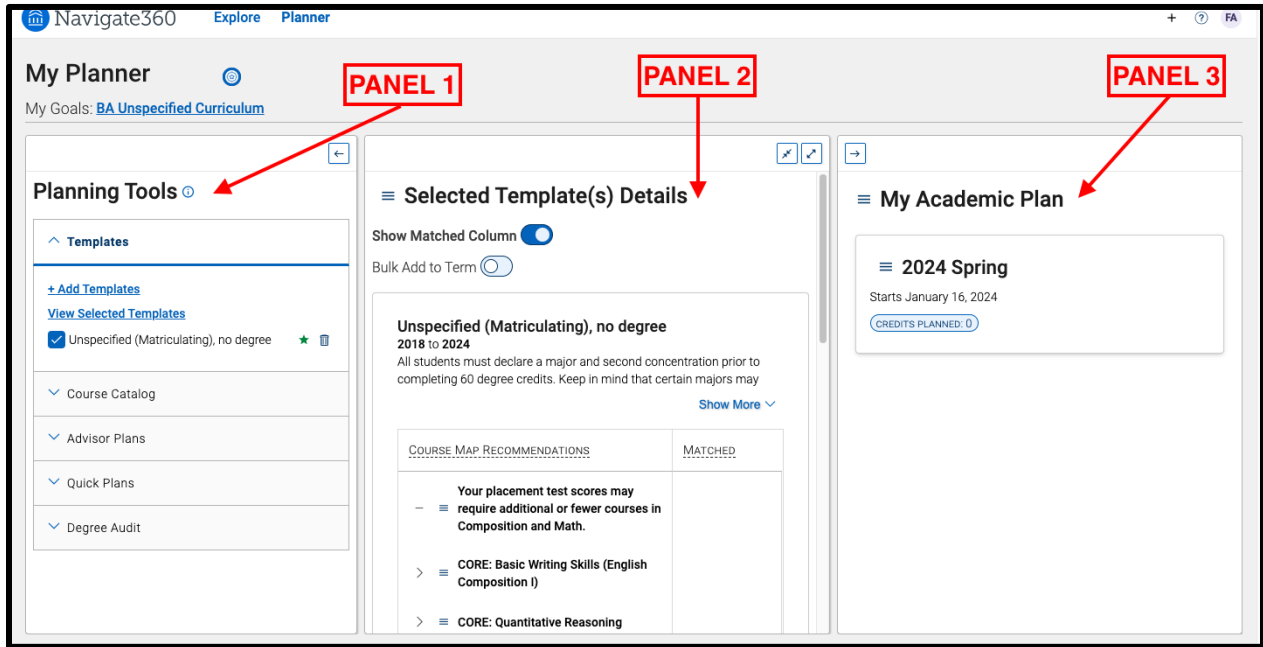 Navigate360 Explore Planner
+ ? FA
My Planner
My Goals: BA Unspecified Curriculum
PANEL 1
PANEL 2
PANEL 3
Planning Tools
Templates
+ Add Templates
View Selected Templates
Unspecified (Matriculating), no degree
Course Catalog
Advisor Plans
Quick Plans
Degree Audit
Selected Template(s) Details
Show Matched Column
Bulk Add to Term
Unspecified (Matriculating), no degree
2018 to 2024
All students must declare a major and second concentration prior to
completing 60 degree credits. Keep in mind that certain majors may
Show More
COURSE MAP RECOMMENDATIONS MATCHED
Your placement test scores may
require additional or fewer courses in
Composition and Math.
CORE: Basic Writing Skills (English
Composition I)
CORE: Quantitative Reasoning
My Academic Plan
2024 Spring
Starts January 16, 2024
CREDITS PLANNED: 0